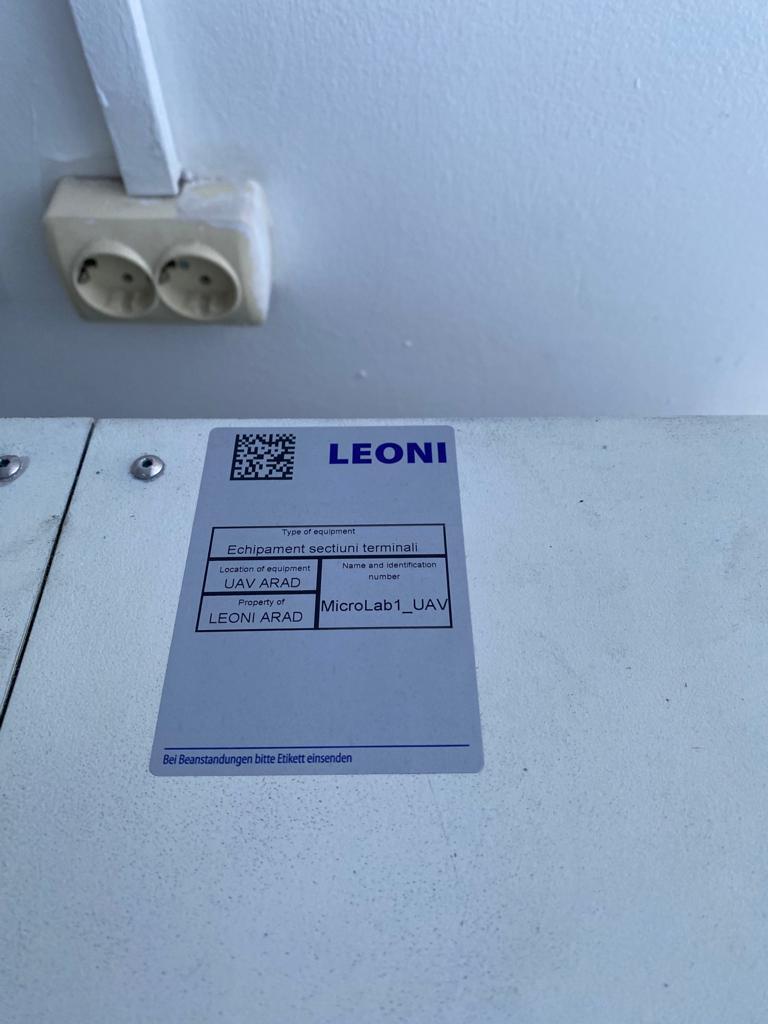 LEONI
Type of equipment
Echipament sectiuni terminali
Location of equipment
UAV ARAD
Name and identification
number
MicroLab1_UAV
Property of
LEONI ARAD
Bei Beanstandungen bitte Etikett einsenden